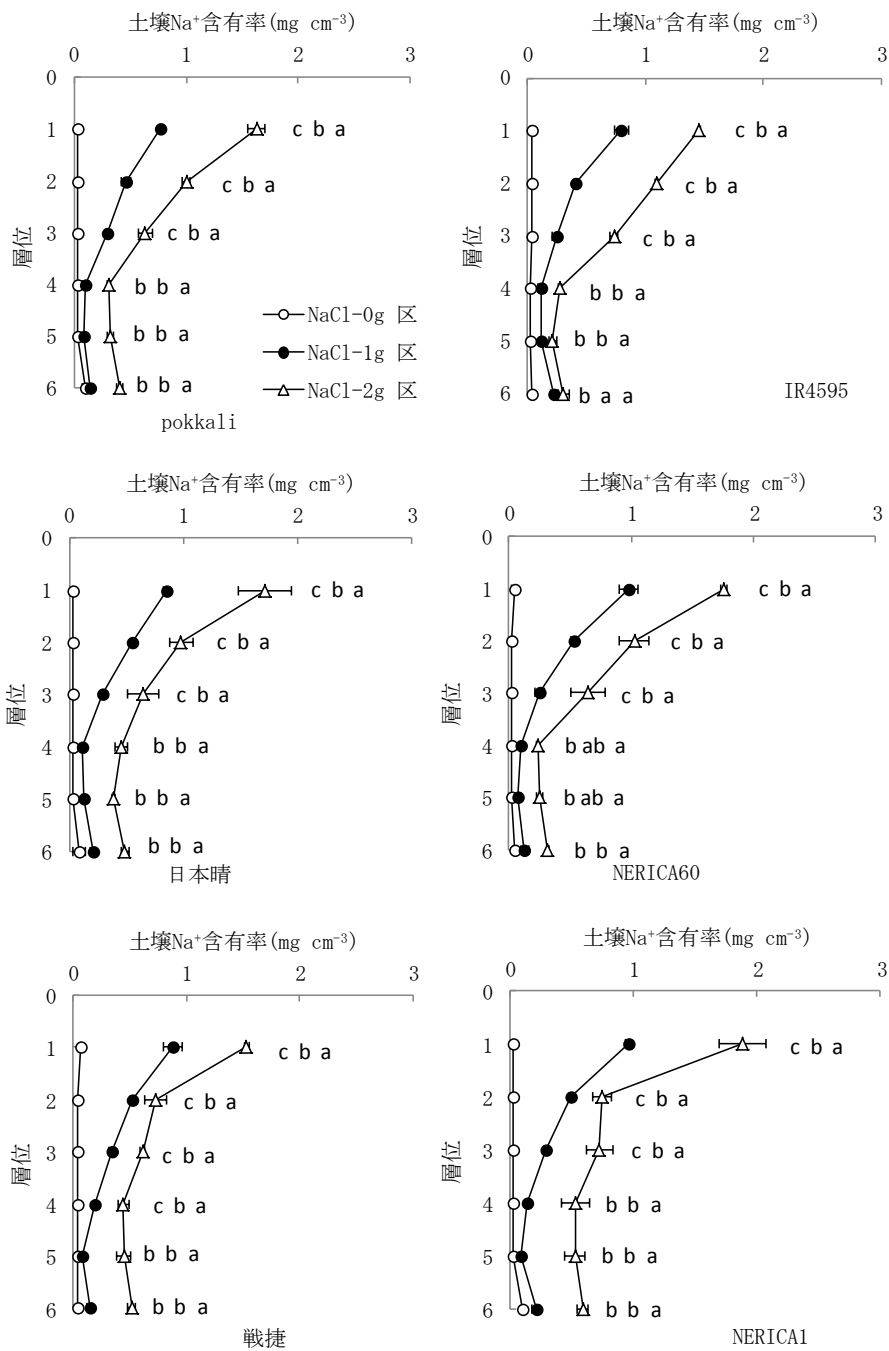 土壌Na⁺含有率(mg cm⁻³)
0 1 2 3
0
1 c b a
2 c b a
3 c b a
4 b b a
5 b b a
6 b b a
層位
NaCl-0g 区
NaCl-1g 区
NaCl-2g 区
pokkali
土壌Na⁺含有率(mg cm⁻³)
0 1 2 3
0
1 c b a
2 c b a
3 c b a
4 b b a
5 b b a
6 b a a
層位
IR4595
土壌Na⁺含有率(mg cm⁻³)
0 1 2 3
0
1 c b a
2 c b a
3 c b a
4 b b a
5 b b a
6 b b a
層位
日本晴
土壌Na⁺含有率(mg cm⁻³)
0 1 2 3
0
1 c b a
2 c b a
3 c b a
4 b ab a
5 b ab a
6 b b a
層位
NERICA60
土壌Na⁺含有率(mg cm⁻³)
0 1 2 3
0
1 c b a
2 c b a
3 c b a
4 c b a
5 b b a
6 b b a
層位
戦捷
土壌Na⁺含有率(mg cm⁻³)
0 1 2 3
0
1 c b a
2 c b a
3 c b a
4 b b a
5 b b a
6 b b a
層位
NERICA1